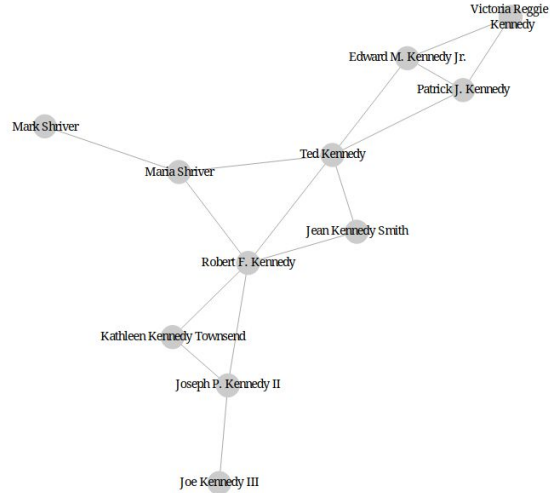 Victoria Reggie
Kennedy
Edward M. Kennedy Jr.
Patrick J. Kennedy
Mark Shriver
Ted Kennedy
Maria Shriver
Jean Kennedy Smith
Robert F. Kennedy
Kathleen Kennedy Townsend
Joseph P. Kennedy II
Joe Kennedy III